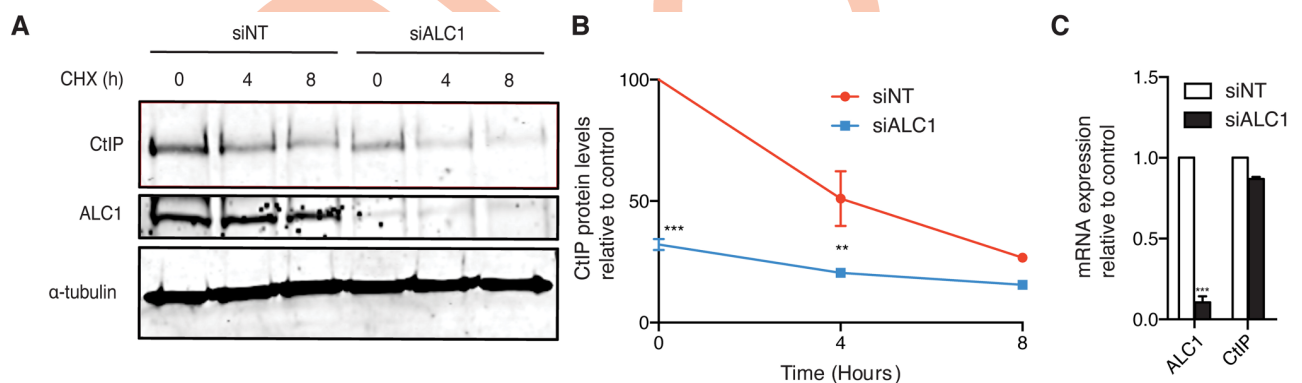 A
siNT
siALC1
CHX (h)
0
4
8
0
4
8
CtIP
ALC1
α-tubulin
B
CtIP protein levels
relative to control
100
50
0
***
**
siNT
siALC1
0
4
8
Time (Hours)
C
mRNA expression
relative to control
1.5
1.0
0.5
0.0
siNT
siALC1
***
ALC1
CtIP